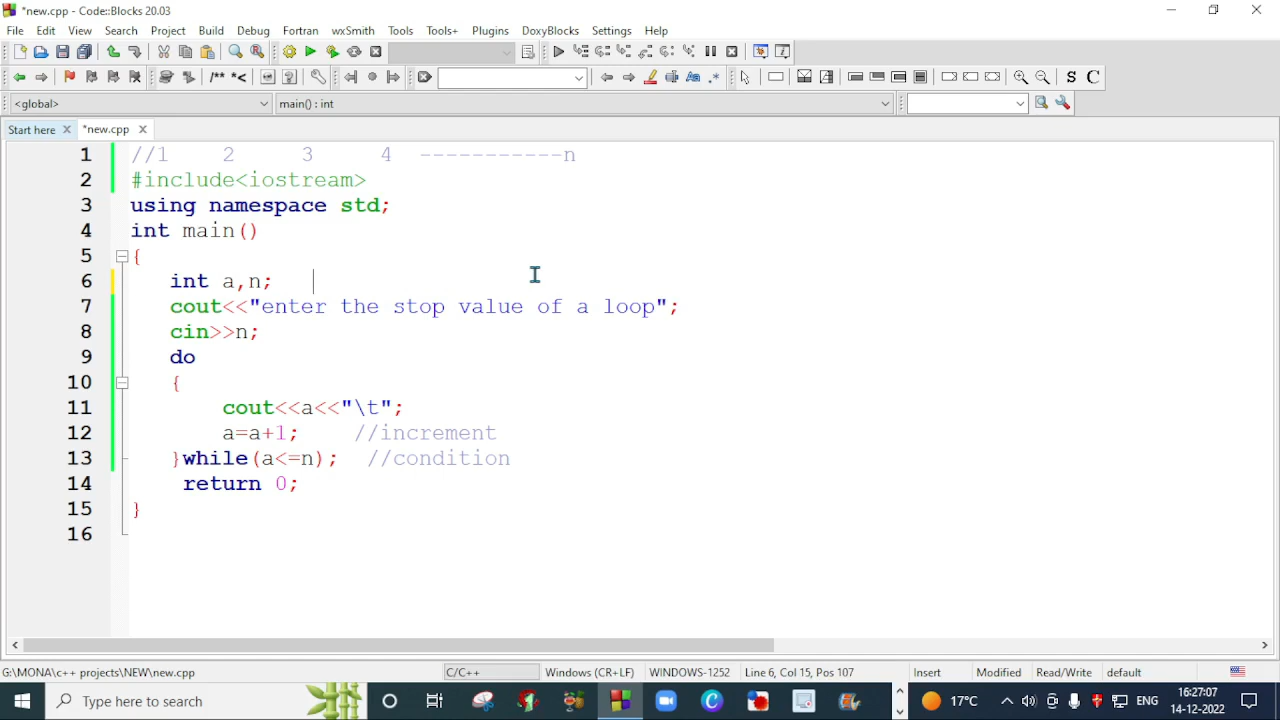 *new.cpp - Code::Blocks 20.03
File Edit View Search Project Build Debug Fortran wxSmith Tools Tools+ Plugins DoxyBlocks Settings Help
/** *<
Aa .* S C
<global> main() : int
Start here *new.cpp
1 //1 2 3 4 -----------n
2 #include<iostream>
3 using namespace std;
4 int main()
5 {
6 int a,n;
7 cout<<"enter the stop value of a loop";
8 cin>>n;
9 do
10 {
11 cout<<a<<"\t";
12 a=a+1; //increment
13 }while(a<=n); //condition
14 return 0;
15 }
16
G:\MONA\c++ projects\NEW\new.cpp C/C++ Windows (CR+LF) WINDOWS-1252 Line 6, Col 15, Pos 107 Insert Modified Read/Write default
Type here to search 17°C ENG 16:27:07
14-12-2022